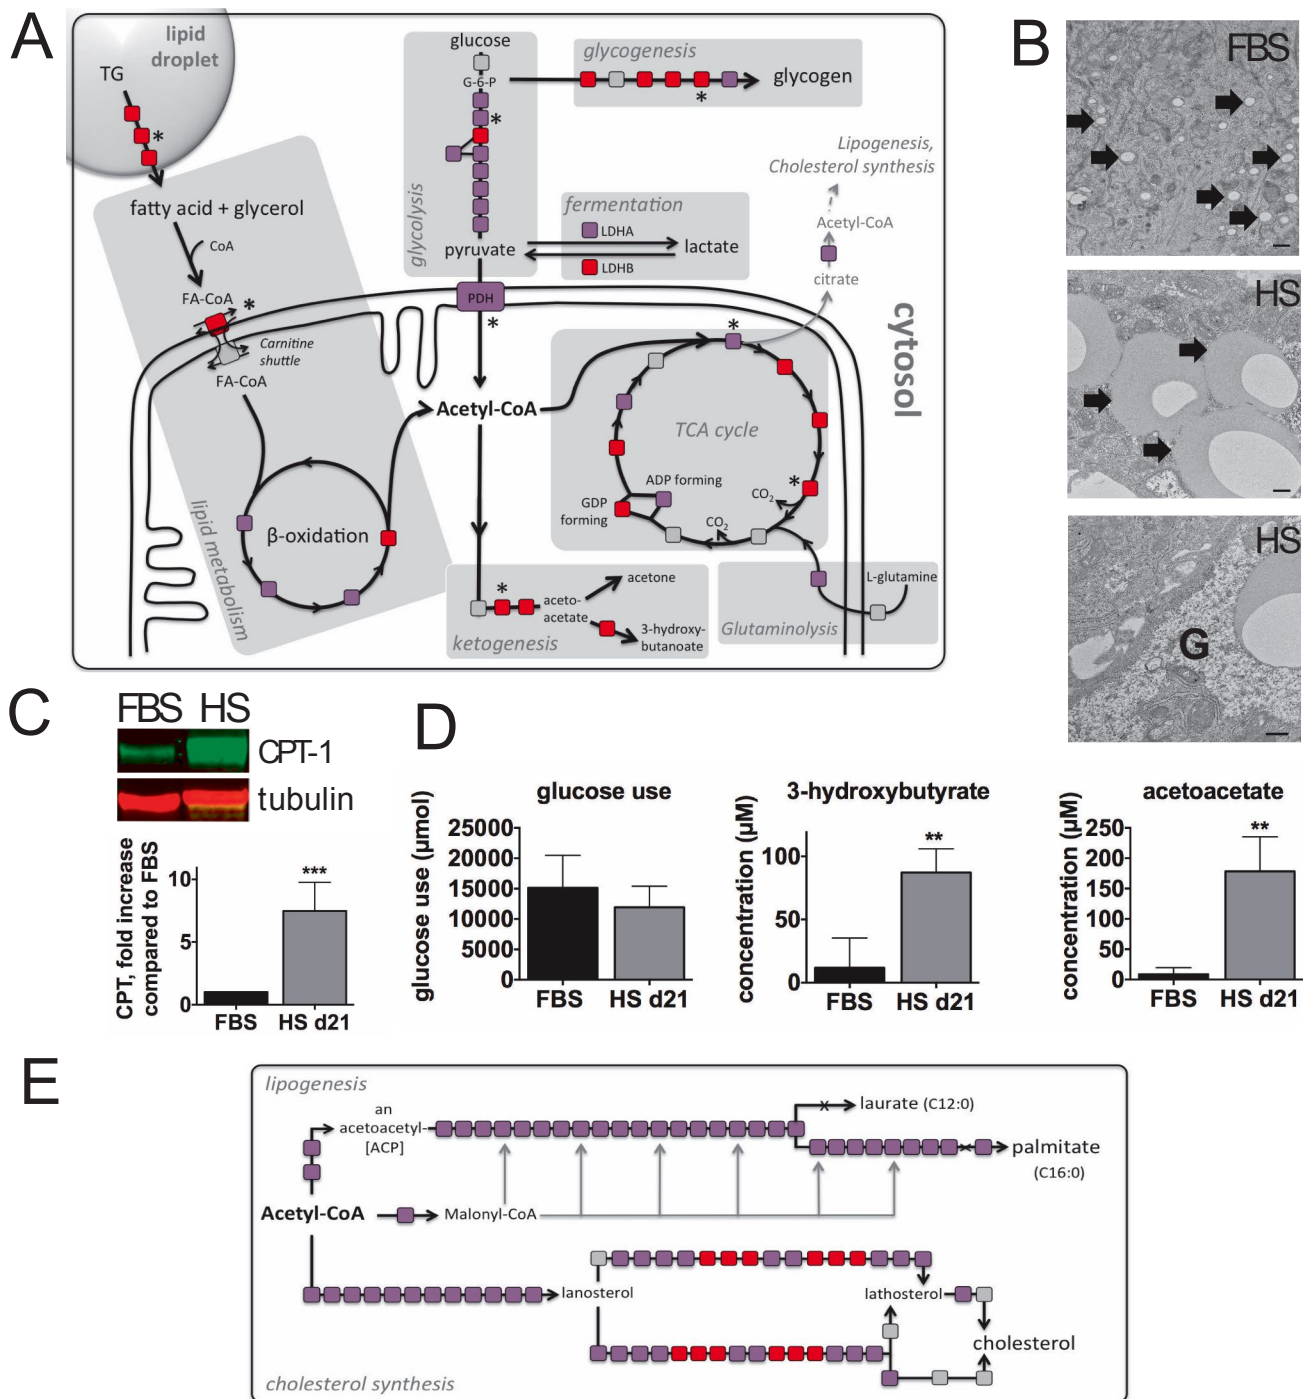 A
lipid
droplet
TG
*
fatty acid + glycerol
CoA
FA-CoA
*
Carnitine
shuttle
FA-CoA
β-oxidation
lipid metabolism
glucose
G-6-P
*
glycolysis
pyruvate
PDH
*
glycogenesis
glycogen
*
fermentation
LDHA
lactate
LDHB
Lipogenesis,
Cholesterol synthesis
Acetyl-CoA
citrate
cytosol
Acetyl-CoA
*
TCA cycle
ADP forming
GDP
forming
*
CO2
CO2
L-glutamine
Glutaminolysis
*
aceto-
acetate
acetone
3-hydroxy-
butanoate
ketogenesis
B
FBS
HS
HS
G
C
FBS HS
CPT-1
tubulin
CPT, fold increase
compared to FBS
10
5
0
***
FBS HS d21
D
glucose use
glucose use (µmol)
25000
20000
15000
10000
5000
0
FBS HS d21
3-hydroxybutyrate
concentration (µM)
100
50
0
**
FBS HS d21
acetoacetate
concentration (µM)
250
200
150
100
50
0
**
FBS HS d21
E
lipogenesis
an
acetoacetyl-
[ACP]
x
laurate (C12:0)
x
palmitate
(C16:0)
Acetyl-CoA
Malonyl-CoA
lanosterol
lathosterol
cholesterol
cholesterol synthesis